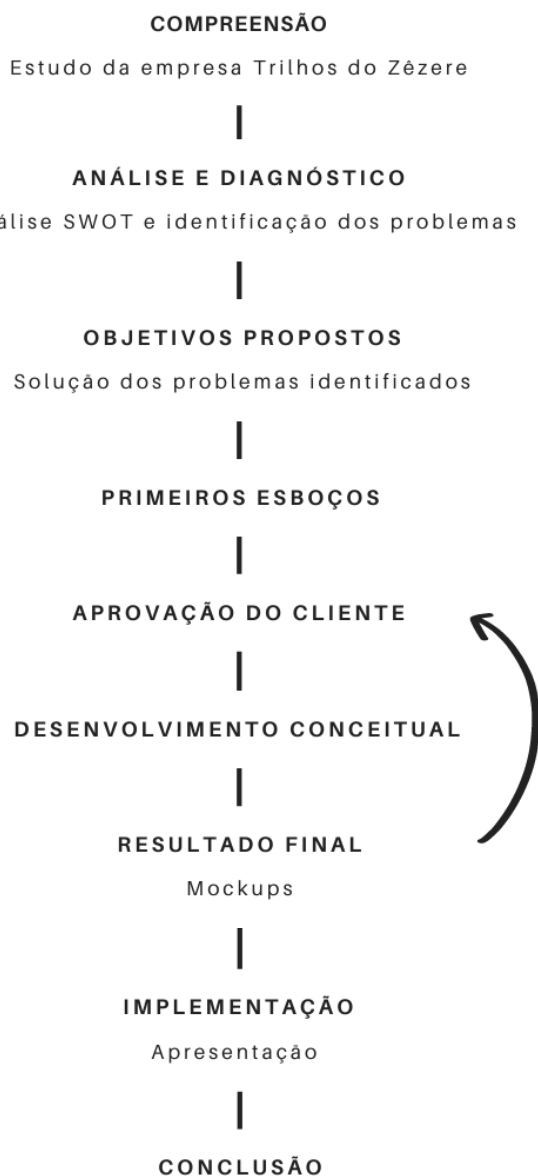 COMPREENSÃO
Estudo da empresa Trilhos do Zêzere
ANÁLISE E DIAGNÓSTICO
álise SWOT e identificação dos problemas
OBJETIVOS PROPOSTOS
Solução dos problemas identificados
PRIMEIROS ESBOÇOS
APROVAÇÃO DO CLIENTE
DESENVOLVIMENTO CONCEITUAL
RESULTADO FINAL
Mockups
IMPLEMENTAÇÃO
Apresentação
CONCLUSÃO